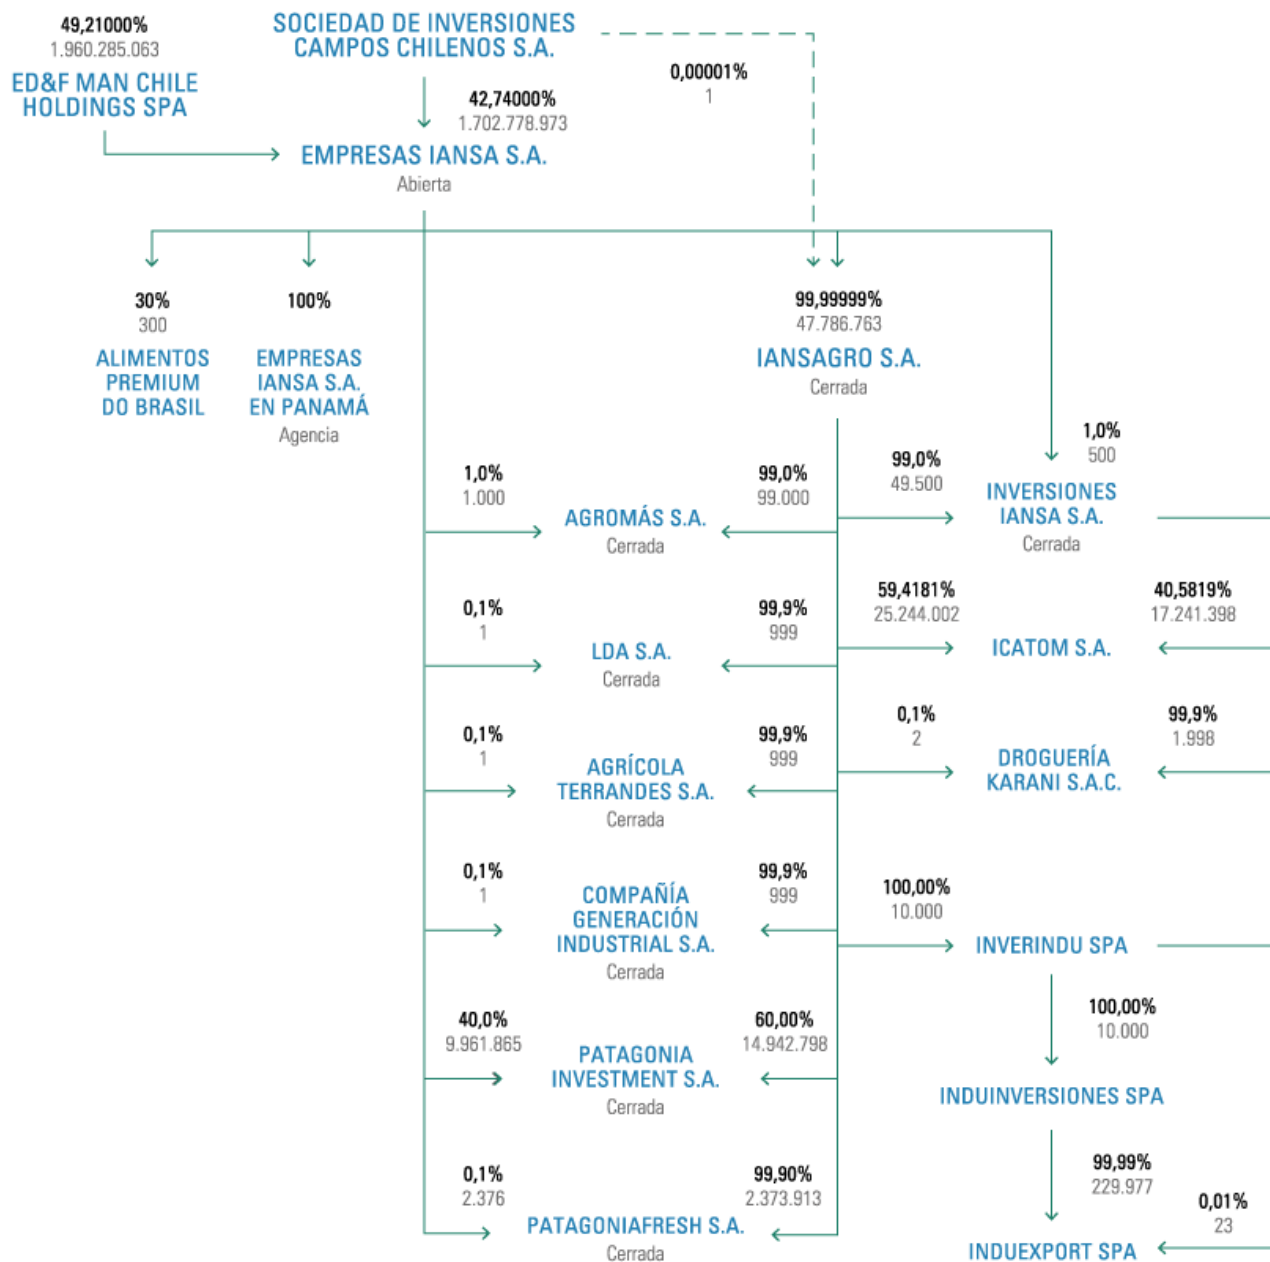 49,21000%
1.960.285.063
ED&F MAN CHILE
HOLDINGS SPA
SOCIEDAD DE INVERSIONES
CAMPOS CHILENOS S.A.
0,00001%
1
42,74000%
1.702.778.973
EMPRESAS IANSA S.A.
Abierta
30%
300
ALIMENTOS
PREMIUM
DO BRASIL
100%
EMPRESAS
IANSA S.A.
EN PANAMÁ
Agencia
99,99999%
47.786.763
IANSAGRO S.A.
Cerrada
1,0%
1.000
AGROMÁS S.A.
Cerrada
99,0%
99.000
99,0%
49.500
1,0%
500
INVERSIONES
IANSA S.A.
Cerrada
0,1%
1
LDA S.A.
Cerrada
99,9%
999
59,4181%
25.244.002
ICATOM S.A.
40,5819%
17.241.398
0,1%
1
AGRÍCOLA
TERRANDES S.A.
Cerrada
99,9%
999
0,1%
2
DROGUERÍA
KARANI S.A.C.
99,9%
1.998
0,1%
1
COMPAÑÍA
GENERACIÓN
INDUSTRIAL S.A.
Cerrada
99,9%
999
100,00%
10.000
INVERINDU SPA
40,0%
9.961.865
PATAGONIA
INVESTMENT S.A.
Cerrada
60,00%
14.942.798
100,00%
10.000
INDUINVERSIONES SPA
0,1%
2.376
PATAGONIAFRESH S.A.
Cerrada
99,90%
2.373.913
99,99%
229.977
0,01%
23
INDUEXPORT SPA